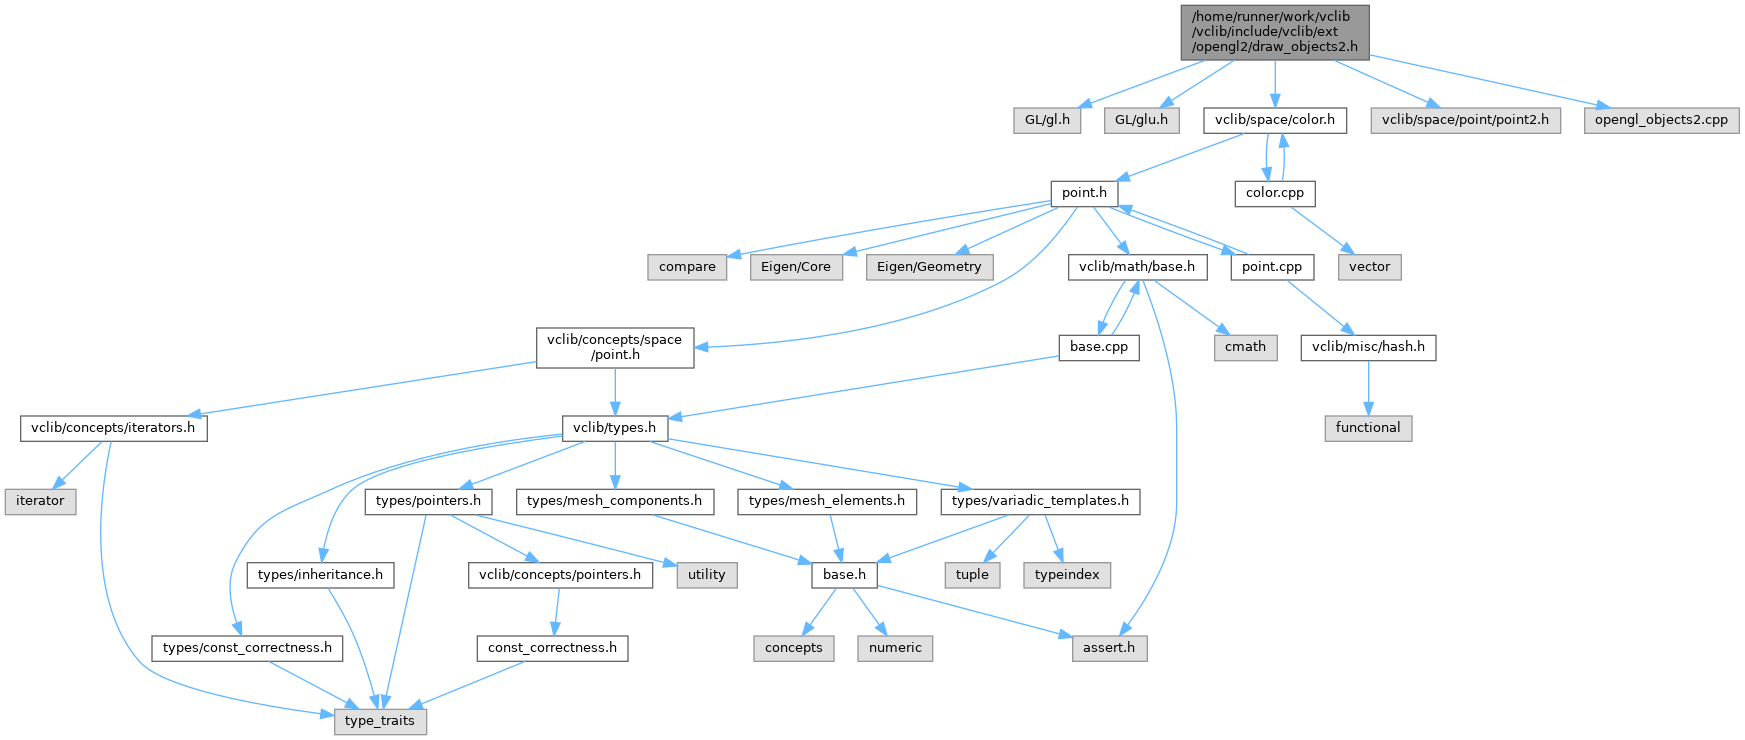 /home/runner/work/vclib
/vclib/include/vclib/ext
/opengl2/draw_objects2.h
GL/gl.h
GL/glu.h
vclib/space/color.h
vclib/space/point/point2.h
opengl_objects2.cpp
point.h
color.cpp
compare
Eigen/Core
Eigen/Geometry
vclib/math/base.h
point.cpp
vector
vclib/concepts/space
/point.h
base.cpp
cmath
vclib/misc/hash.h
vclib/concepts/iterators.h
vclib/types.h
functional
iterator
types/pointers.h
types/mesh_components.h
types/mesh_elements.h
types/variadic_templates.h
types/inheritance.h
vclib/concepts/pointers.h
utility
base.h
tuple
typeindex
types/const_correctness.h
const_correctness.h
concepts
numeric
assert.h
type_traits